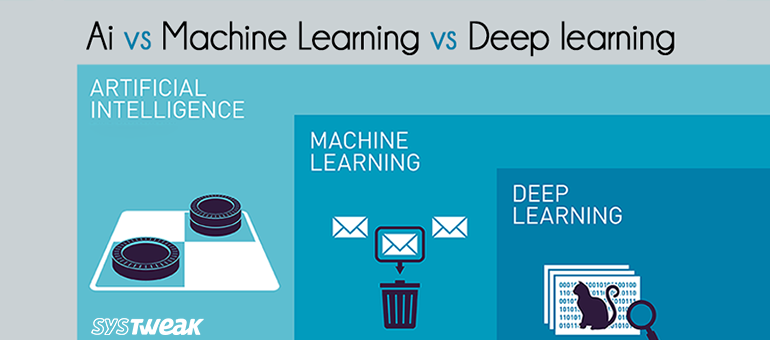 Ai vs Machine Learning vs Deep learning
ARTIFICIAL
INTELLIGENCE
MACHINE
LEARNING
DEEP
LEARNING
SYSTWEAK